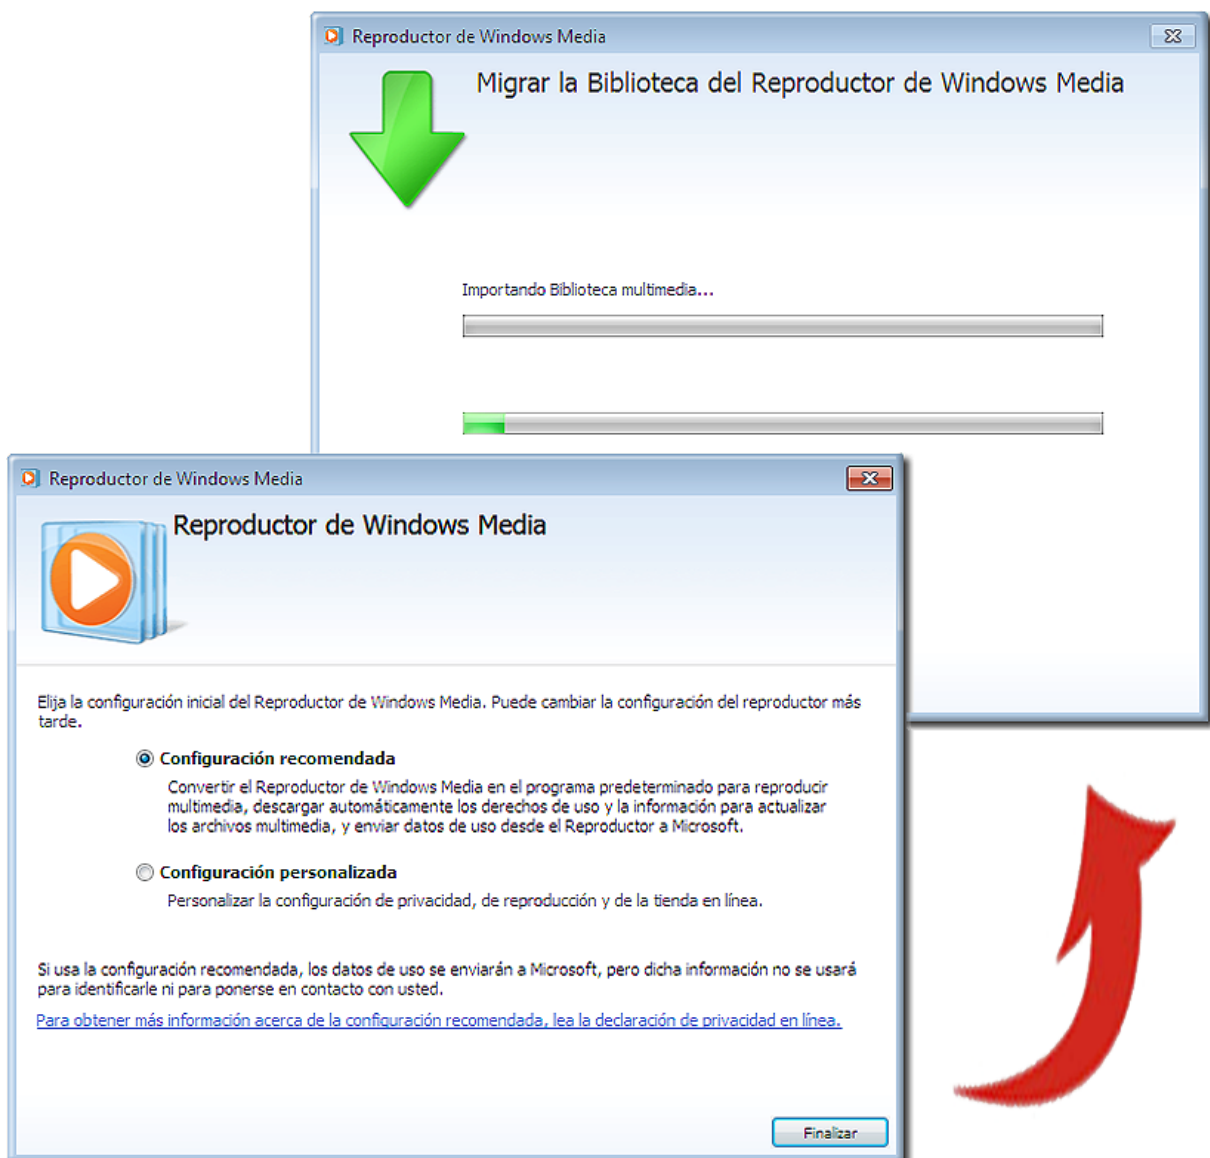 Reproductor de Windows Media
Migrar la Biblioteca del Reproductor de Windows Media
Importando Biblioteca multimedia...
Reproductor de Windows Media
Reproductor de Windows Media
Elija la configuración inicial del Reproductor de Windows Media. Puede cambiar la configuración del reproductor más
tarde.
Configuración recomendada
Convertir el Reproductor de Windows Media en el programa predeterminado para reproducir
multimedia, descargar automáticamente los derechos de uso y la información para actualizar
los archivos multimedia, y enviar datos de uso desde el Reproductor a Microsoft.
Configuración personalizada
Personalizar la configuración de privacidad, de reproducción y de la tienda en línea.
Si usa la configuración recomendada, los datos de uso se enviarán a Microsoft, pero dicha información no se usará
para identificarle ni para ponerse en contacto con usted.
Para obtener más información acerca de la configuración recomendada, lea la declaración de privacidad en línea.
Finalizar